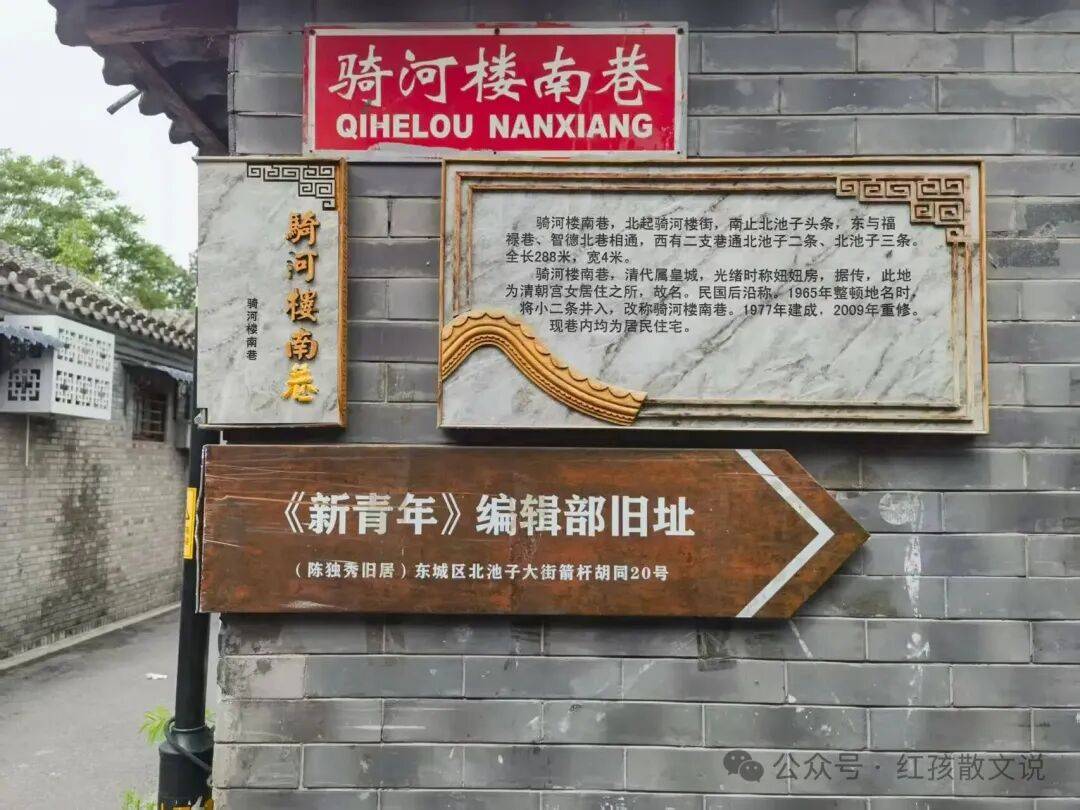 骑河楼南巷
QIHELOU NANXIANG
騎河樓南巷
骑河楼南巷
骑河楼南巷，北起骑河楼街，南止北池子头条，东与福
禄巷、智德北巷相通，西有二支巷通北池子二条、北池子三条。
全长288米，宽4米。
骑河楼南巷，清代属皇城，光绪时称妞妞房，据传，此地
为清朝宫女居住之所，故名。民国后沿称。1965年整顿地名时，
将小二条并入，改称骑河楼南巷。1977年建成，2009年重修。
现巷内均为居民住宅。
《新青年》编辑部旧址
（陈独秀旧居）东城区北池子大街箭杆胡同20号
公众号·红孩散文说